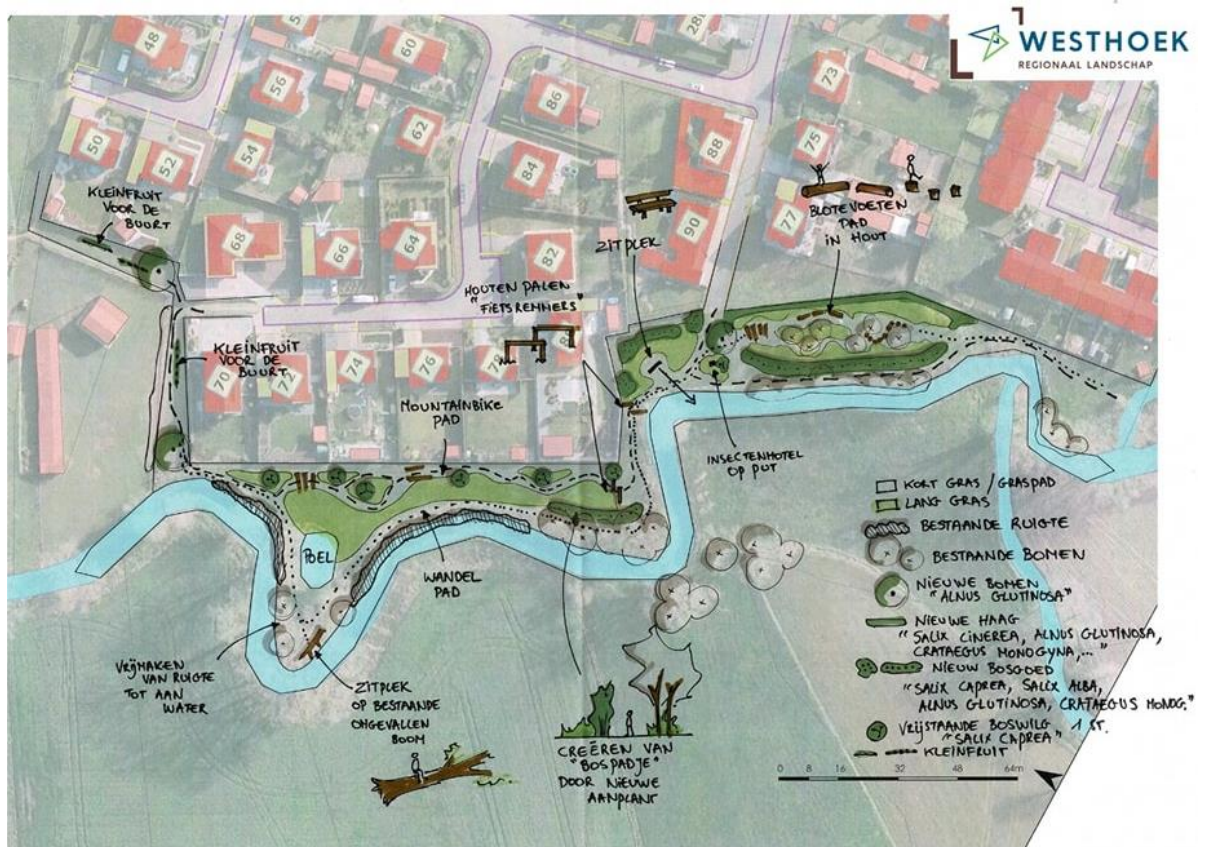 WESTHOEK
REGIONAAL LANDSCHAP
48
50
52
54
56
60
62
86
84
88
90
73
75
77
68
66
64
82
70
72
74
76
KLEINFRUIT
VOOR DE
BUURT
KLEINFRUIT
VOOR DE
BUURT
HOUTEN PALEN
"FIETSREMMERS"
ZITPLEK
BLOTEVOETEN
PAD
IN HOUT
MOUNTAINBIKE
PAD
INSECTENHOTEL
OP PUT
POEL
WANDEL
PAD
VRIJMAKEN
VAN RUIGTE
TOT AAN
WATER
ZITPLEK
OP BESTAANDE
OMGEVALLEN
BOOM
CREËREN VAN
"BOSPADJE"
DOOR NIEUWE
AANPLANT
KORT GRAS / GRASPAD
LANG GRAS
BESTAANDE RUIGTE
BESTAANDE BOMEN
NIEUWE BOMEN
"ALNUS GLUTINOSA"
NIEUWE HAAG
"SALIX CINEREA, ALNUS GLUTINOSA,
CRATAEGUS MONOGYNA,..."
NIEUW BOSGOED
"SALIX CAPREA, SALIX ALBA,
ALNUS GLUTINOSA, CRATAEGUS MONOG."
VRIJSTAANDE BOSWILG 1 ST.
"SALIX CAPREA"
KLEINFRUIT
0 8 16 32 48 64m